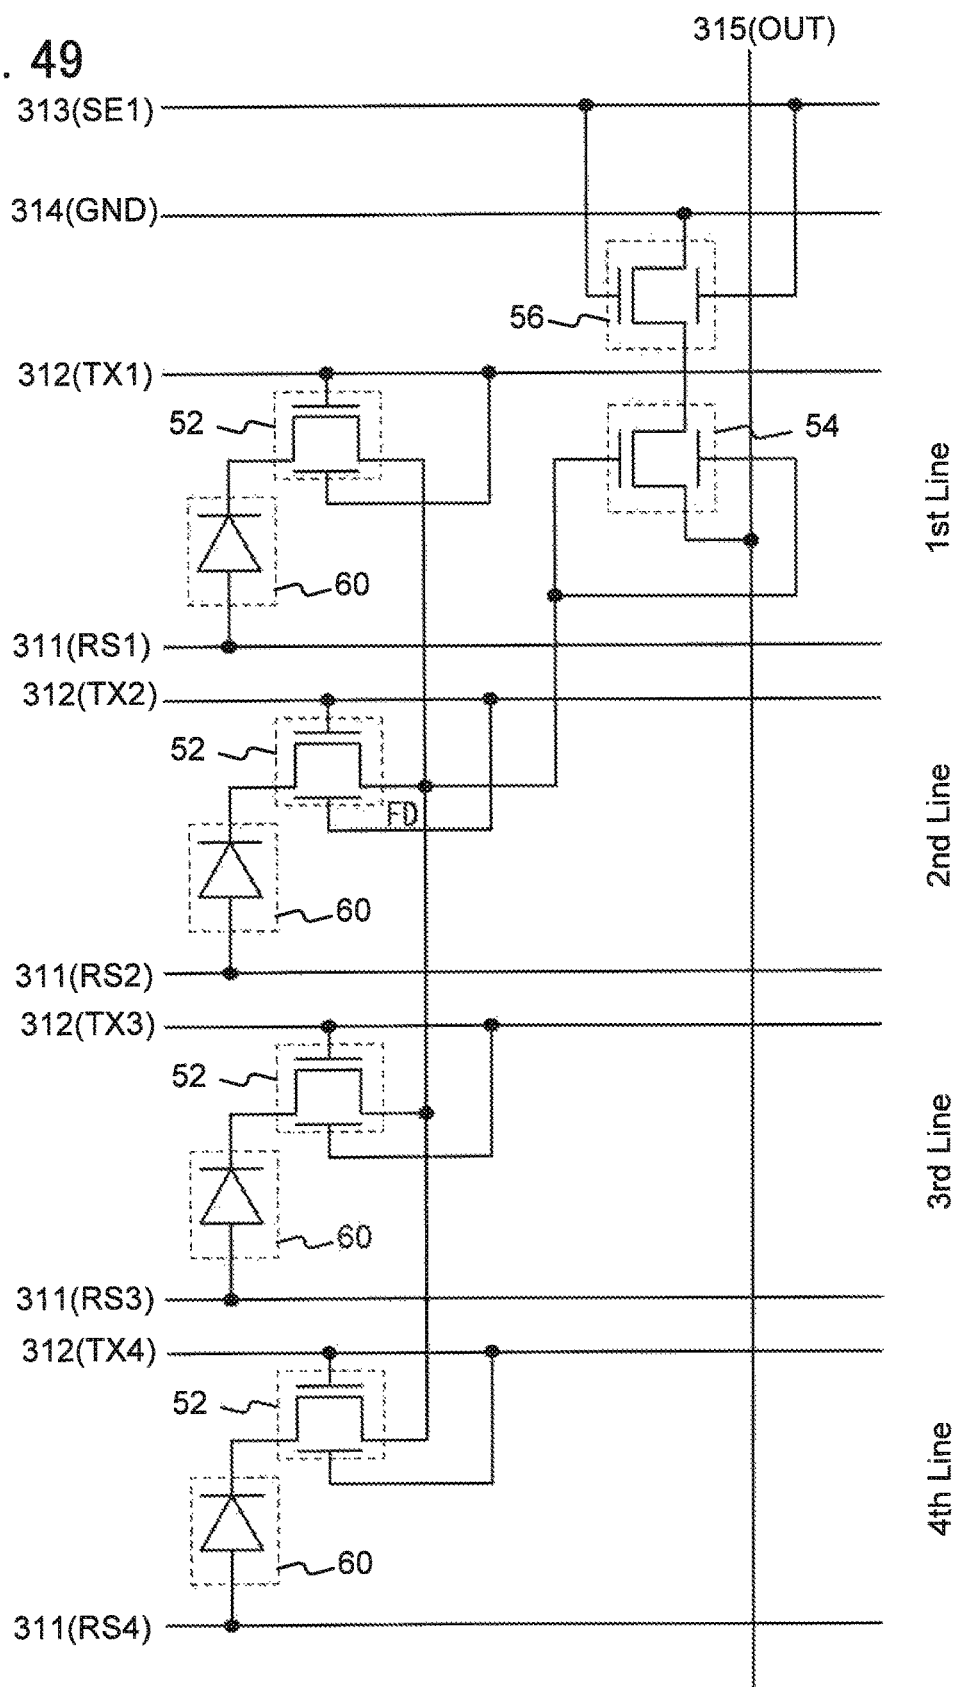 315(OUT)
. 49
313(SE1)
314(GND)
56
312(TX1)
52
54
1st Line
60
311(RS1)
312(TX2)
52
2nd Line
FD
60
311(RS2)
312(TX3)
52
3rd Line
60
311(RS3)
312(TX4)
52
4th Line
60
311(RS4)